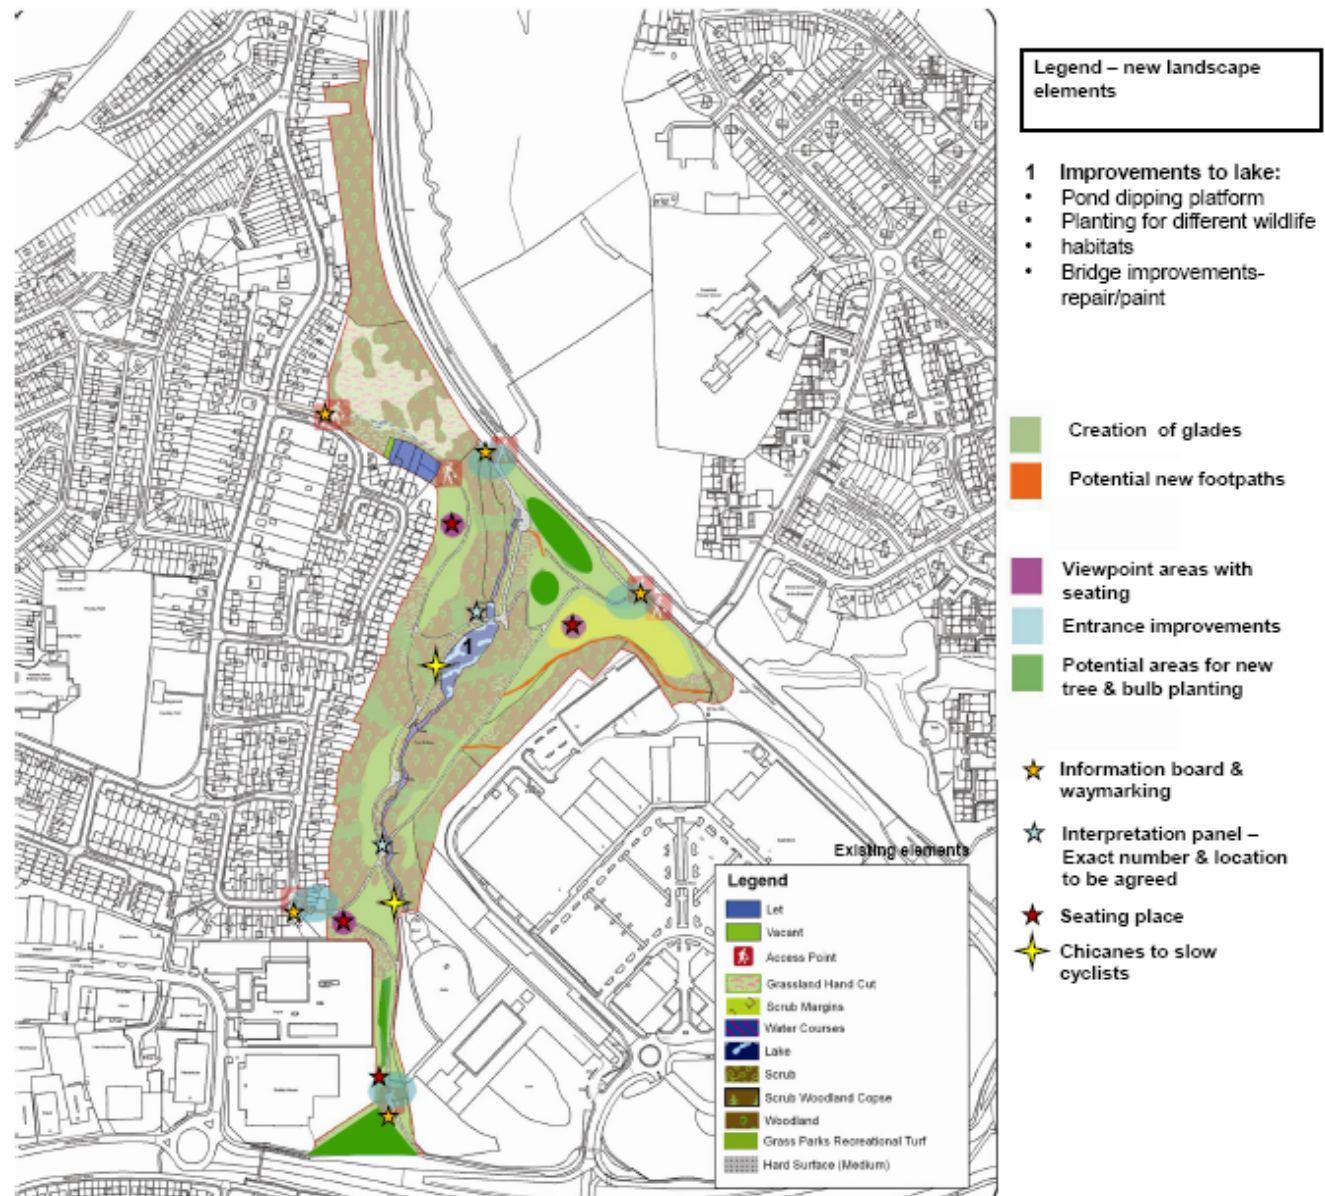 Legend – new landscape
elements
1 Improvements to lake:
• Pond dipping platform
• Planting for different wildlife
• habitats
• Bridge improvements-
repair/paint
Creation of glades
Potential new footpaths
Viewpoint areas with
seating
Entrance improvements
Potential areas for new
tree & bulb planting
Information board &
waymarking
Interpretation panel –
Exact number & location
to be agreed
Seating place
Chicanes to slow
cyclists
1
Existing elements
Legend
Let
Vacant
Access Point
Grassland Hand Cut
Scrub Margins
Water Courses
Lake
Scrub
Scrub Woodland Copse
Woodland
Grass Parks Recreational Turf
Hard Surface (Medium)